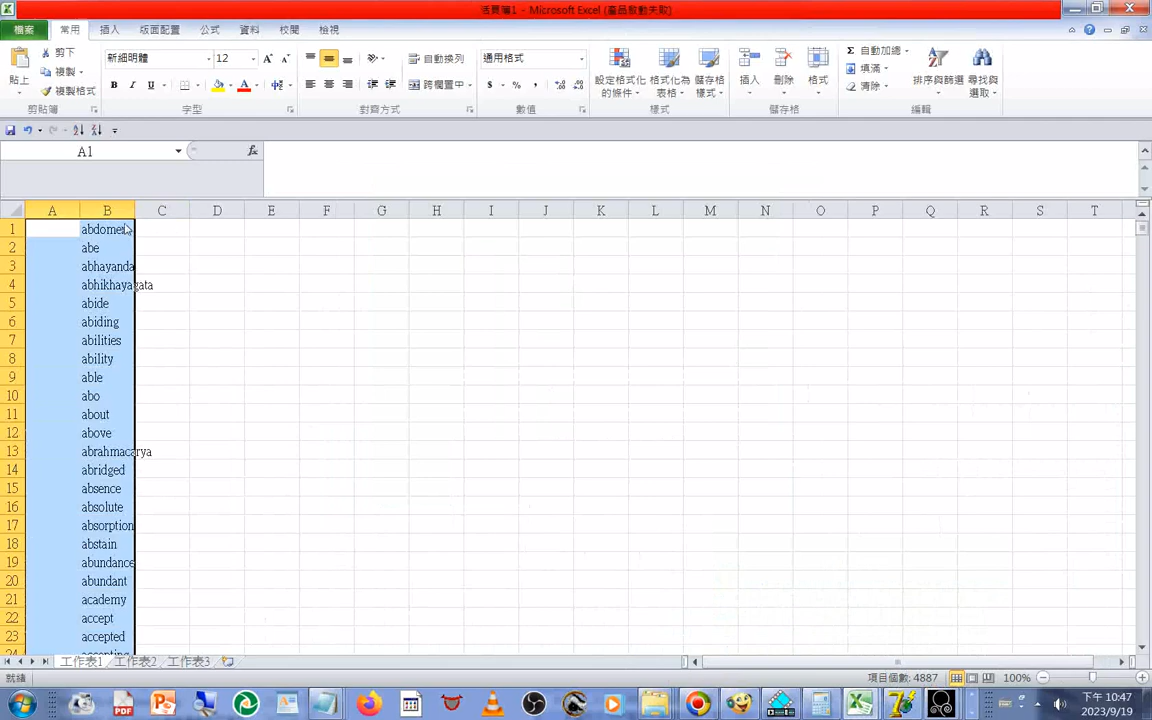 活頁簿1 - Microsoft Excel (產品啟動失敗)
檔案 常用 插入 版面配置 公式 資料 校閱 檢視
貼上 剪下 複製 複製格式 剪貼簿
新細明體 12 B I U A 字型
自動換列 跨欄置中 對齊方式
通用格式 $ % , 數值
設定格式化的條件 格式化為表格 儲存格樣式 樣式
插入 刪除 格式 儲存格
Σ 自動加總 填滿 清除 排序與篩選 尋找與選取 編輯
A1 fx
A B C D E F G H I J K L M N O P Q R S T
1 abdomen
2 abe
3 abhayanda
4 abhikhayagata
5 abide
6 abiding
7 abilities
8 ability
9 able
10 abo
11 about
12 above
13 abrahmacarya
14 abridged
15 absence
16 absolute
17 absorption
18 abstain
19 abundance
20 abundant
21 academy
22 accept
23 accepted
24 accepting
工作表1 工作表2 工作表3
就緒 項目個數: 4887 100%
PDF 下午 10:47
2023/9/19